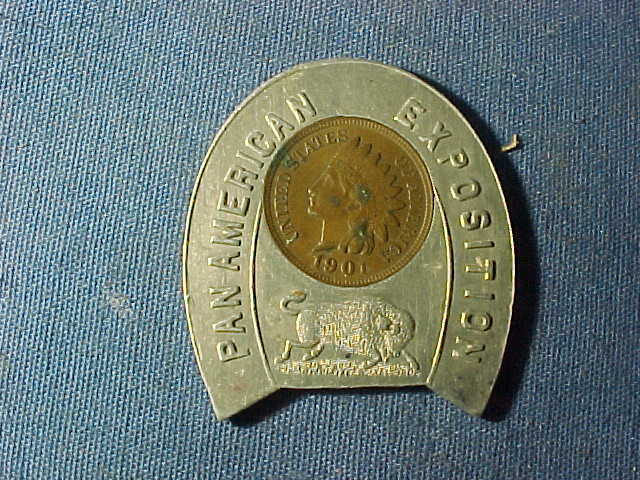 PAN AMERICAN EXPOSITION
UNITED STATES OF AMERICA
1901